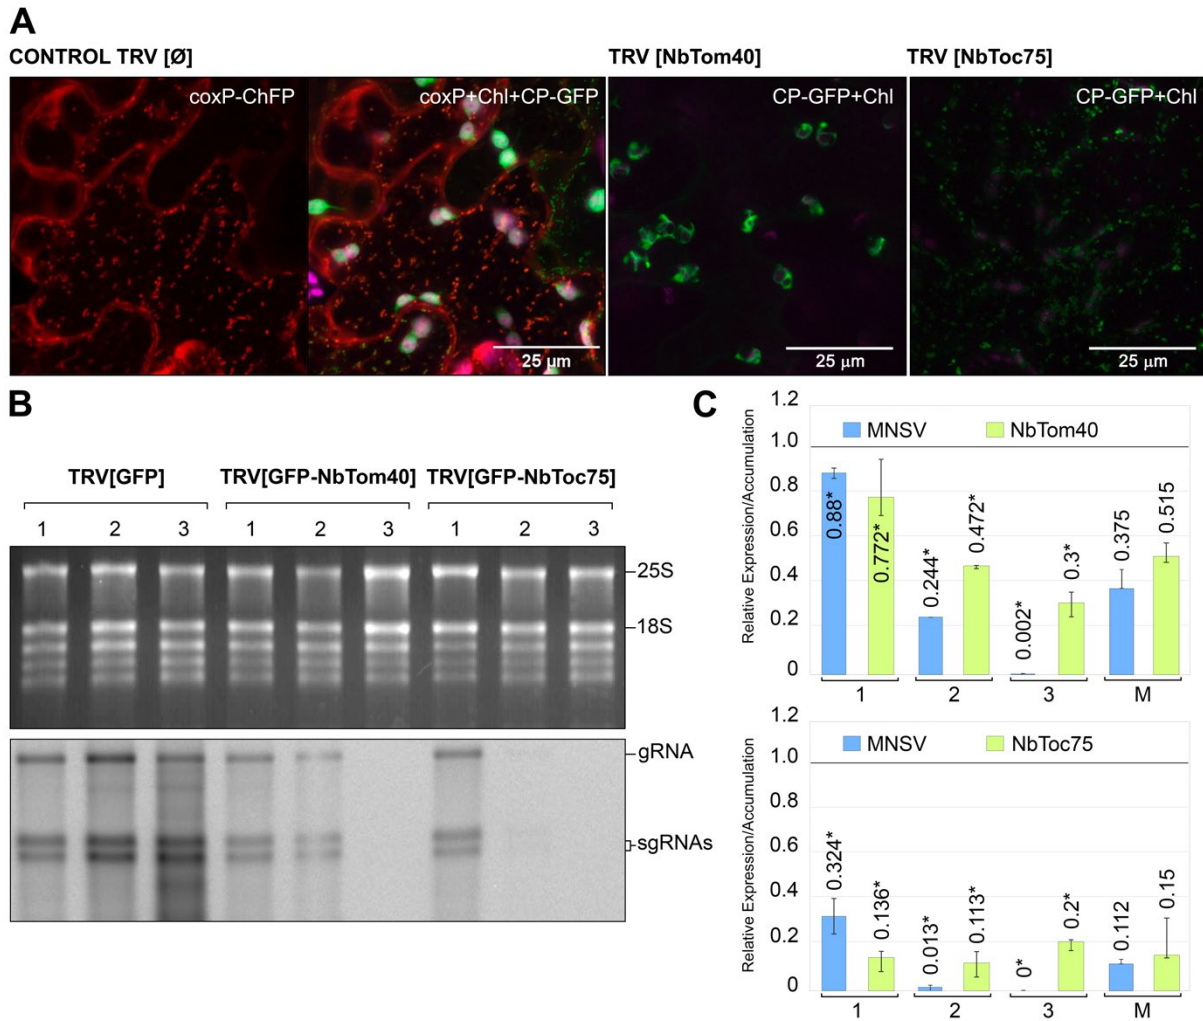 A
CONTROL TRV [Ø]
TRV [NbTom40]
TRV [NbToc75]
coxP-ChFP
coxP+Chl+CP-GFP
CP-GFP+Chl
CP-GFP+Chl
25 µm
25 µm
25 µm
B
TRV[GFP]
TRV[GFP-NbTom40]
TRV[GFP-NbToc75]
1 2 3 1 2 3 1 2 3
25S
18S
gRNA
sgRNAs
C
Relative Expression/Accumulation
1.2
1.0
0.8
0.6
0.4
0.2
0
MNSV
NbTom40
0.88*
0.772*
0.244*
0.472*
0.002*
0.3*
0.375
0.515
1 2 3 M
Relative Expression/Accumulation
1.2
1.0
0.8
0.6
0.4
0.2
0
MNSV
NbToc75
0.324*
0.136*
0.013*
0.113*
0*
0.2*
0.112
0.15
1 2 3 M